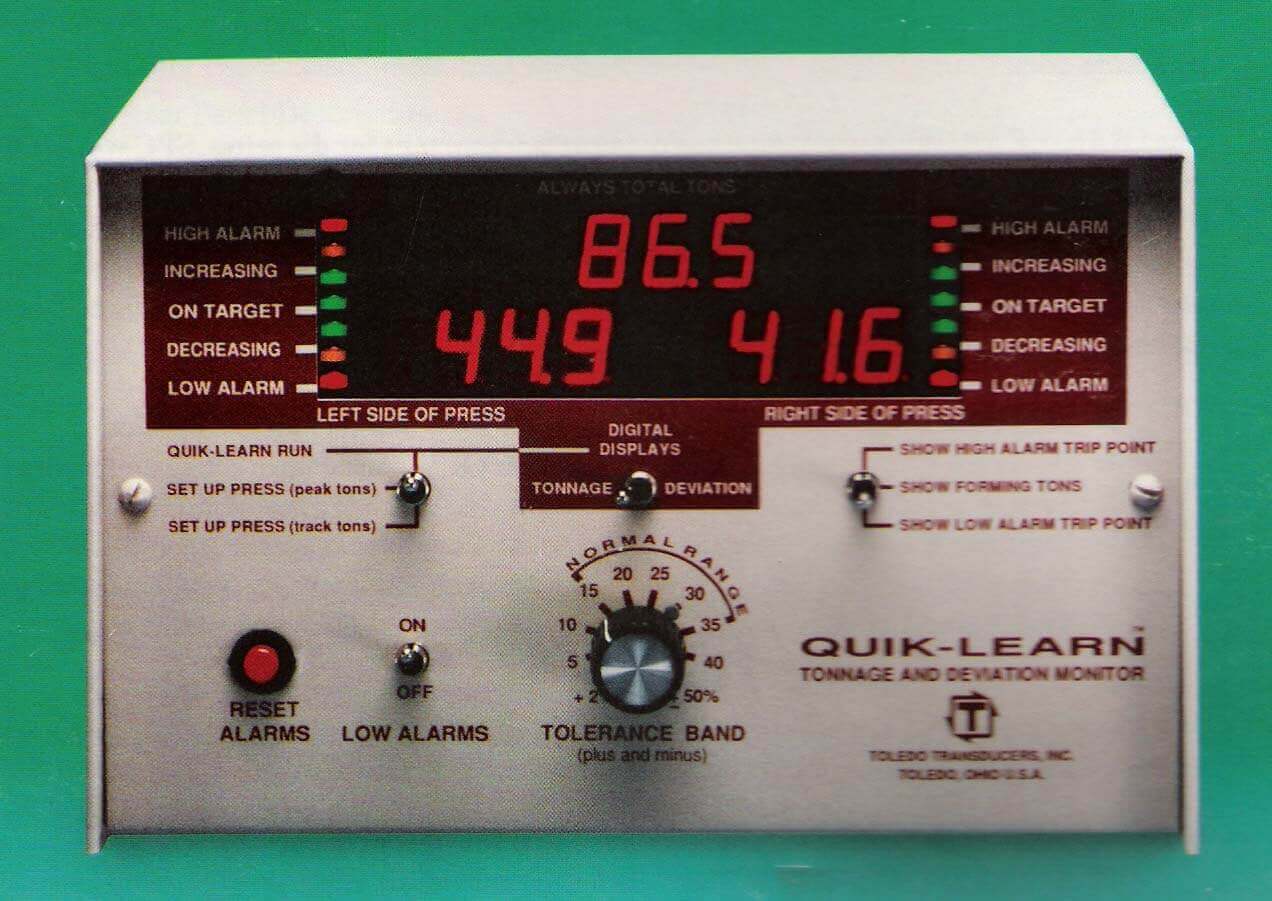 ALWAYS TOTAL TONS
86.5
44.9 41.6
HIGH ALARM
INCREASING
ON TARGET
DECREASING
LOW ALARM
HIGH ALARM
INCREASING
ON TARGET
DECREASING
LOW ALARM
LEFT SIDE OF PRESS
RIGHT SIDE OF PRESS
DIGITAL
DISPLAYS
TONNAGE DEVIATION
QUIK-LEARN RUN
SET UP PRESS (peak tons)
SET UP PRESS (track tons)
SHOW HIGH ALARM TRIP POINT
SHOW FORMING TONS
SHOW LOW ALARM TRIP POINT
RESET
ALARMS
ON
OFF
LOW ALARMS
NORMAL RANGE
+ 2
5
10
15
20
25
30
35
40
± 50%
TOLERANCE BAND
(plus and minus)
QUIK-LEARN™
TONNAGE AND DEVIATION MONITOR
T
TOLEDO TRANSDUCERS, INC.
TOLEDO, OHIO U.S.A.